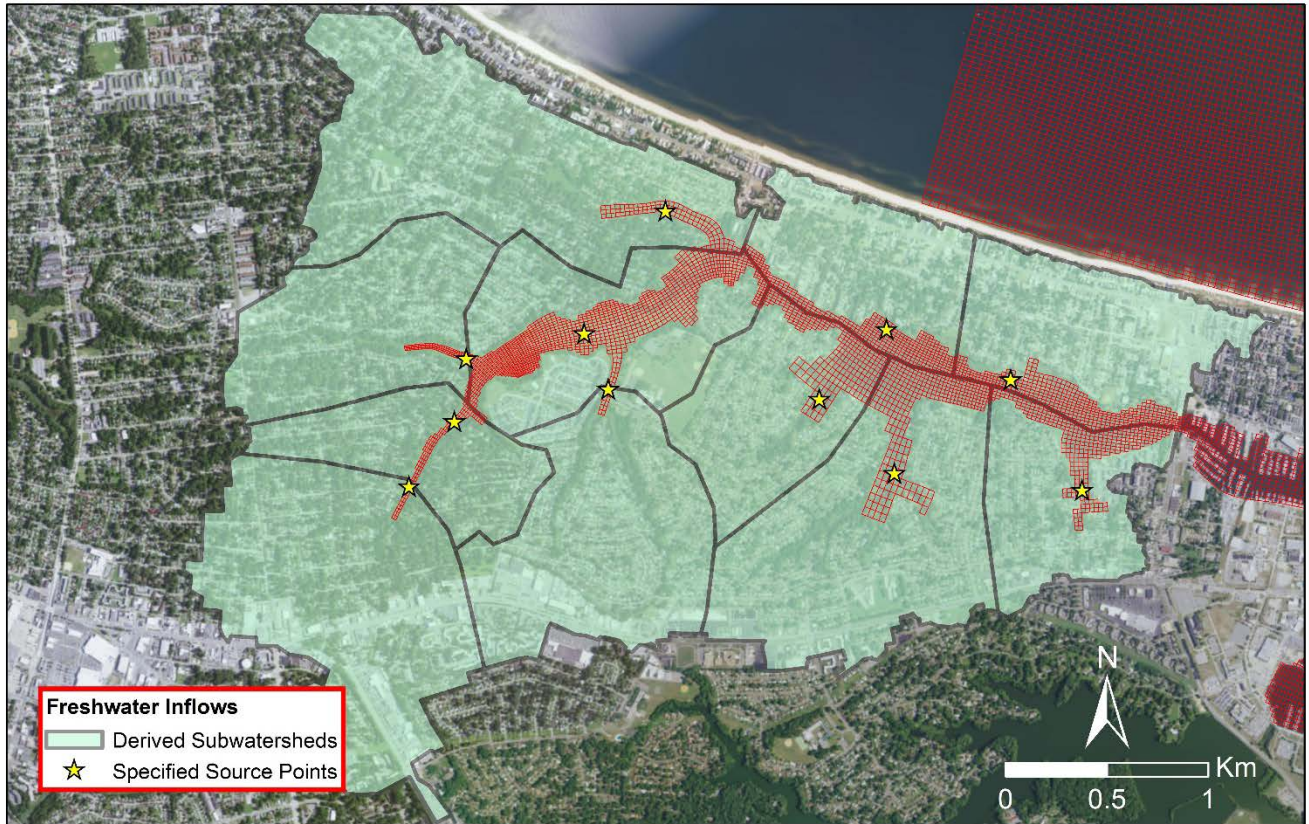 Freshwater Inflows
Derived Subwatersheds
Specified Source Points
N
Km
0 0.5 1